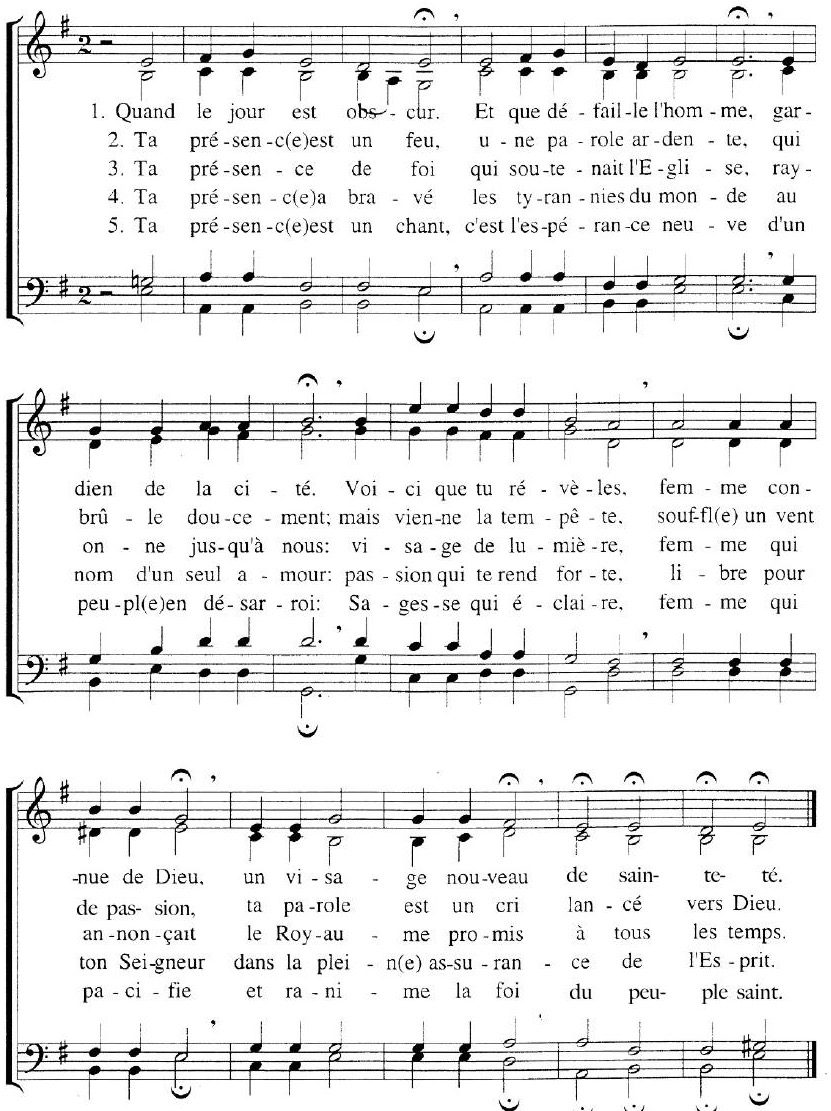 1. Quand le jour est obs - cur. Et que dé - fail - le l'hom - me, gar-
2. Ta pré - sen - c(e)est un feu, u - ne pa - role ar - den - te, qui
3. Ta pré - sen - ce de foi qui sou - te - nait l'E - gli - se, ray-
4. Ta pré - sen - c(e)a bra - vé les ty - ran - nies du mon - de au
5. Ta pré - sen - c(e)est un chant, c'est l'es - pé - ran - ce neu - ve d'un
dien de la ci - té. Voi - ci que tu ré - vè - les, fem - me con -
brû - le dou - ce - ment; mais vien - ne la tem - pê - te, souf - fl(e) un vent
on - ne jus - qu'à nous: vi - sa - ge de lu - miè - re, fem - me qui
nom d'un seul a - mour: pas - sion qui te rend for - te, li - bre pour
peu - pl(e)en dé - sar - roi: Sa - ges - se qui é - clai - re, fem - me qui
-nue de Dieu, un vi - sa - ge nou - veau de sain- te- té.
de pas- sion, ta pa - role est un cri lan - cé vers Dieu.
an - non - çait le Roy - au - me pro - mis à tous les temps.
ton Sei - gneur dans la plei - n(e) as - su - ran - ce de l'Es - prit.
pa - ci - fie et ra - ni - me la foi du peu- ple saint.